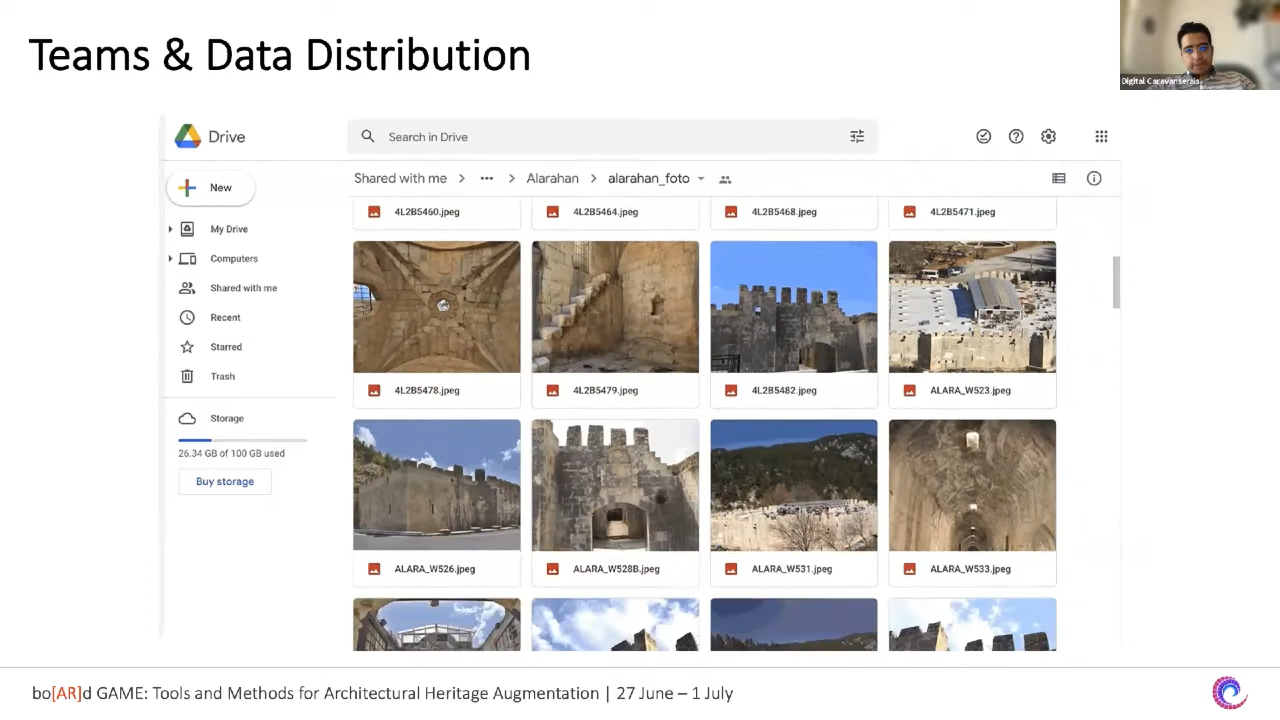 Teams & Data Distribution
Digital Caravanserais
Drive
Search in Drive
New
Shared with me > ••• > Alarahan > alarahan_foto
4L2B5460.jpeg
4L2B5464.jpeg
4L2B5468.jpeg
4L2B5471.jpeg
My Drive
Computers
Shared with me
Recent
Starred
Trash
Storage
26.34 GB of 100 GB used
Buy storage
4L2B5478.jpeg
4L2B5479.jpeg
4L2B5482.jpeg
ALARA_W523.jpeg
ALARA_W526.jpeg
ALARA_W528B.jpeg
ALARA_W531.jpeg
ALARA_W533.jpeg
bo[AR]d GAME: Tools and Methods for Architectural Heritage Augmentation | 27 June – 1 July